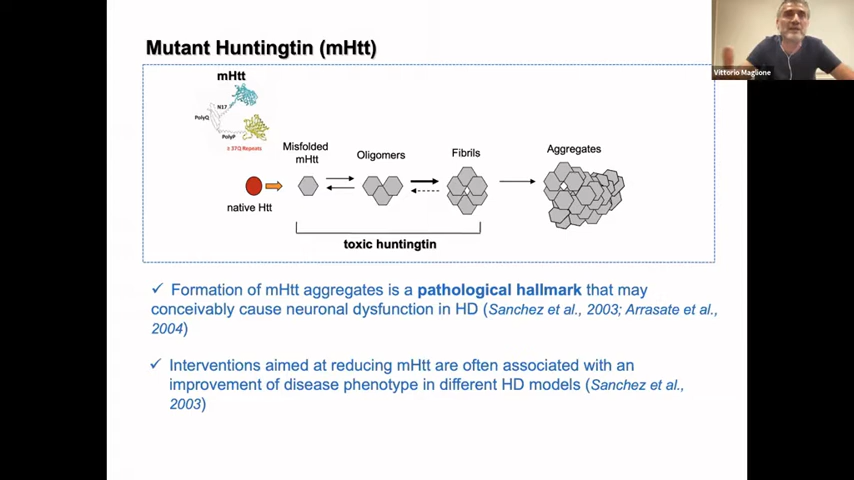 Vittorio Maglione
Mutant Huntingtin (mHtt)
mHtt
N17
PolyQ
PolyP
≥ 37Q Repeats
Misfolded
mHtt
Oligomers
Fibrils
Aggregates
native Htt
toxic huntingtin
✓ Formation of mHtt aggregates is a pathological hallmark that may
conceivably cause neuronal dysfunction in HD (Sanchez et al., 2003; Arrasate et al.,
2004)
✓ Interventions aimed at reducing mHtt are often associated with an
improvement of disease phenotype in different HD models (Sanchez et al.,
2003)